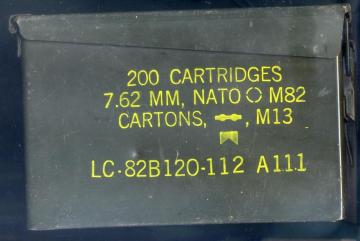 200 CARTRIDGES
7.62 MM, NATO M82
CARTONS, , M13
LC-82B120-112 A111